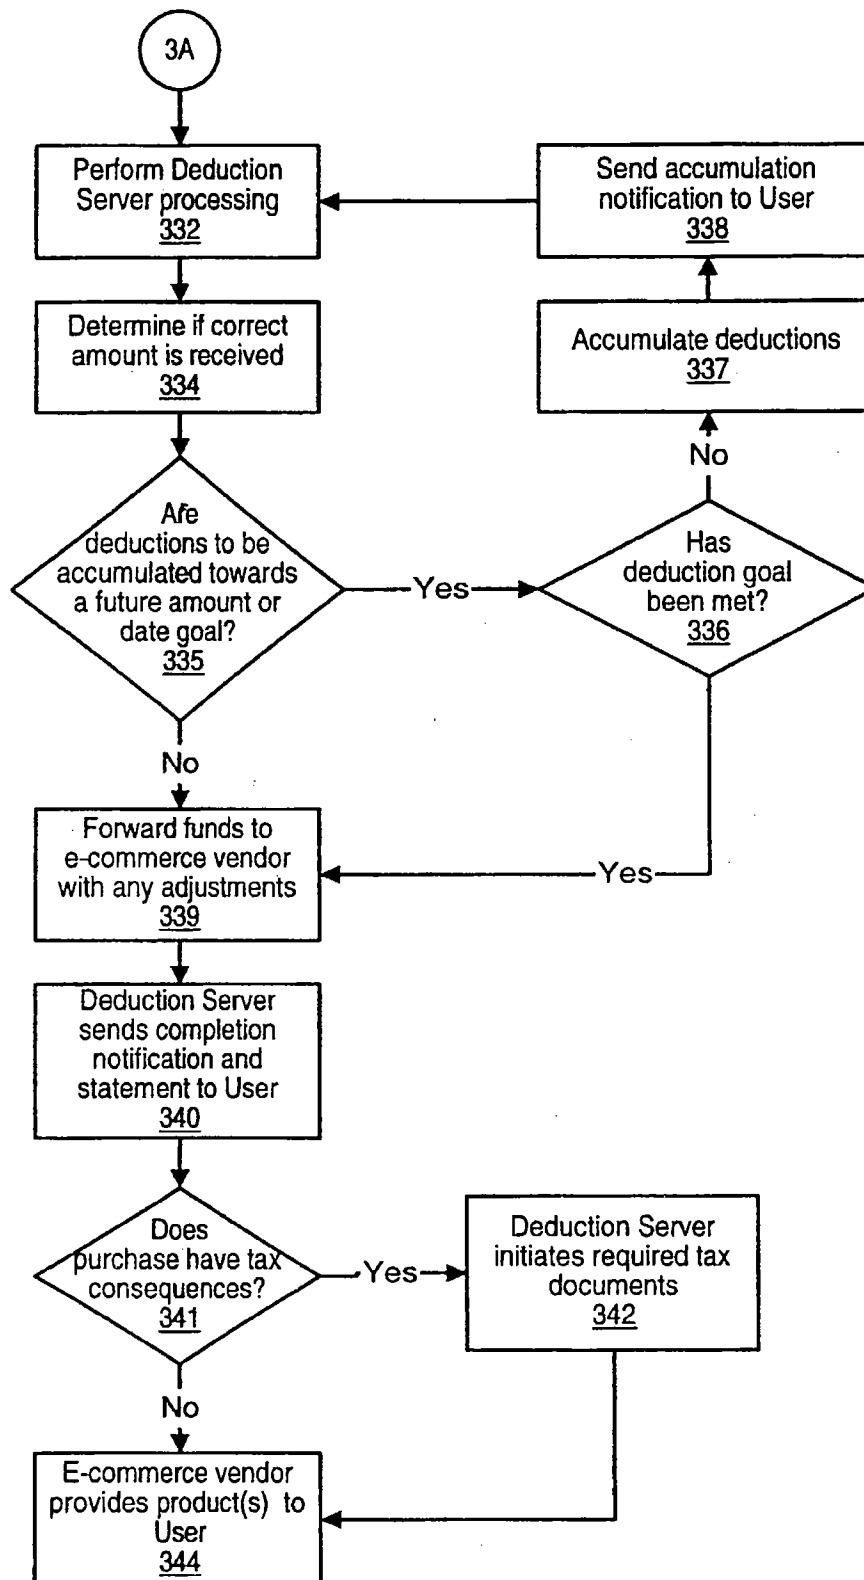 3A
Perform Deduction
Server processing
332
Send accumulation
notification to User
338
Determine if correct
amount is received
334
Accumulate deductions
337
No
Are
deductions to be
accumulated towards
a future amount or
date goal?
335
Yes
Has
deduction goal
been met?
336
No
Forward funds to
e-commerce vendor
with any adjustments
339
Yes
Deduction Server
sends completion
notification and
statement to User
340
Does
purchase have tax
consequences?
341
Yes
Deduction Server
initiates required tax
documents
342
No
E-commerce vendor
provides product(s) to
User
344